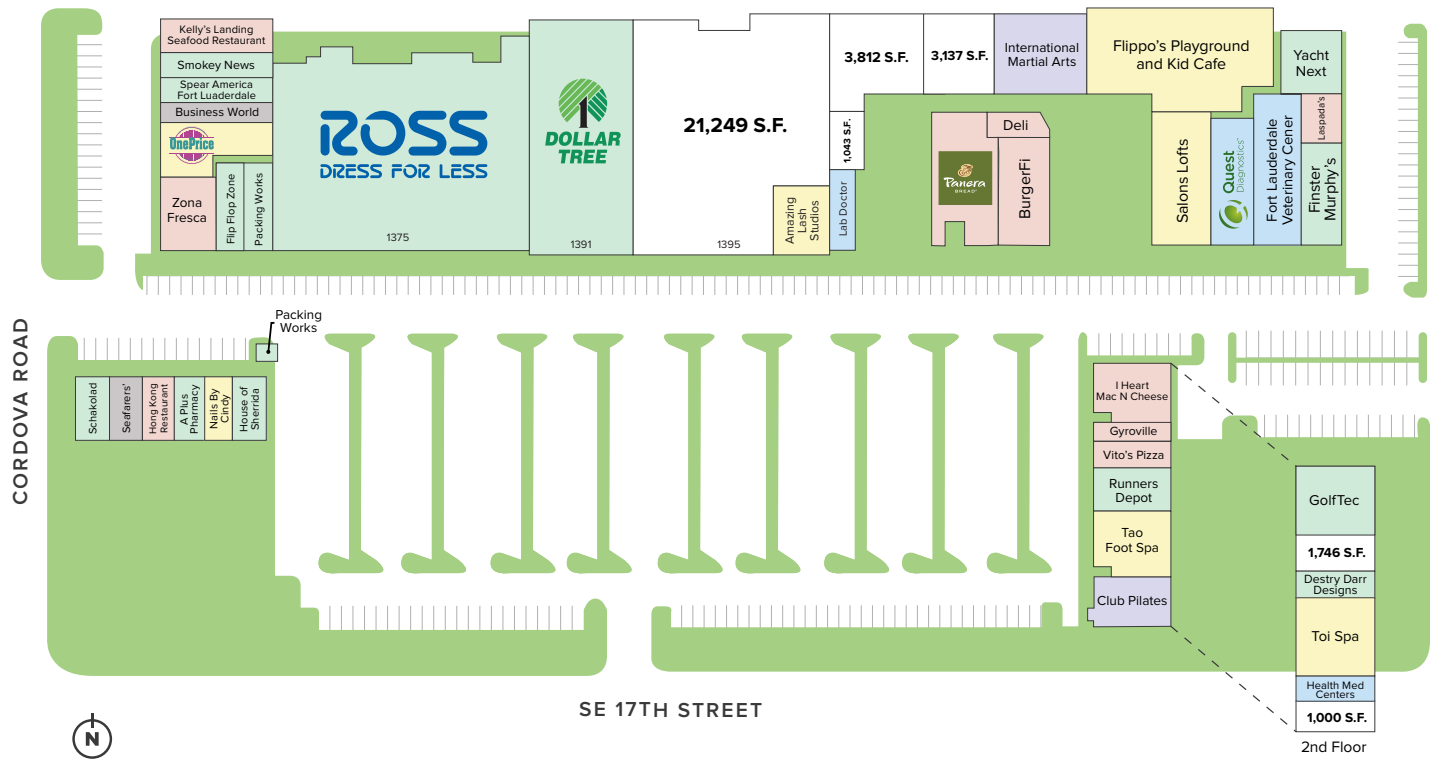 Kelly's Landing
Seafood Restaurant
Smokey News
Spear America
Fort Luaderdale
Business World
OnePrice
Zona
Fresca
Flip Flop Zone
Packing Works
ROSS
DRESS FOR LESS
1375
1
DOLLAR
TREE
1391
21,249 S.F.
1395
Amazing
Lash
Studios
3,812 S.F.
1,043 S.F.
Lab Doctor
3,137 S.F.
International
Martial Arts
Panera
BREAD®
Deli
BurgerFi
Flippo's Playground
and Kid Cafe
Salons Lofts
Quest
Diagnostics™
Fort Lauderdale
Veterinary Cener
Yacht
Next
Laspada's
Finster
Murphy's
CORDOVA ROAD
Packing
Works
Schakolad
Seafarers'
Hong Kong
Restaurant
A Plus
Pharmacy
Nails By
Cindy
House of
Sherrida
I Heart
Mac N Cheese
Gyroville
Vito's Pizza
Runners
Depot
Tao
Foot Spa
Club Pilates
GolfTec
1,746 S.F.
Destry Darr
Designs
Toi Spa
Health Med
Centers
1,000 S.F.
2nd Floor
SE 17TH STREET
N